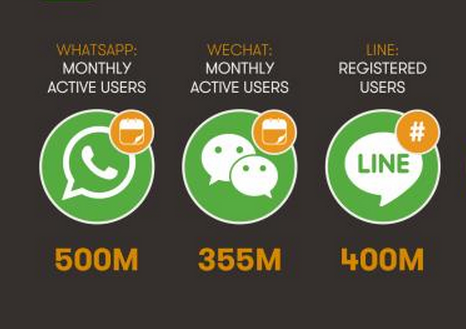 WHATSAPP:
MONTHLY
ACTIVE USERS
500M
WECHAT:
MONTHLY
ACTIVE USERS
355M
LINE:
REGISTERED
USERS
#
LINE
400M